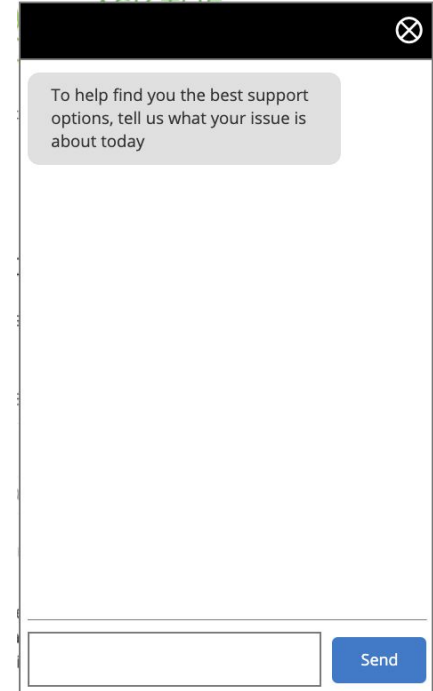 To help find you the best support
options, tell us what your issue is
about today
Send